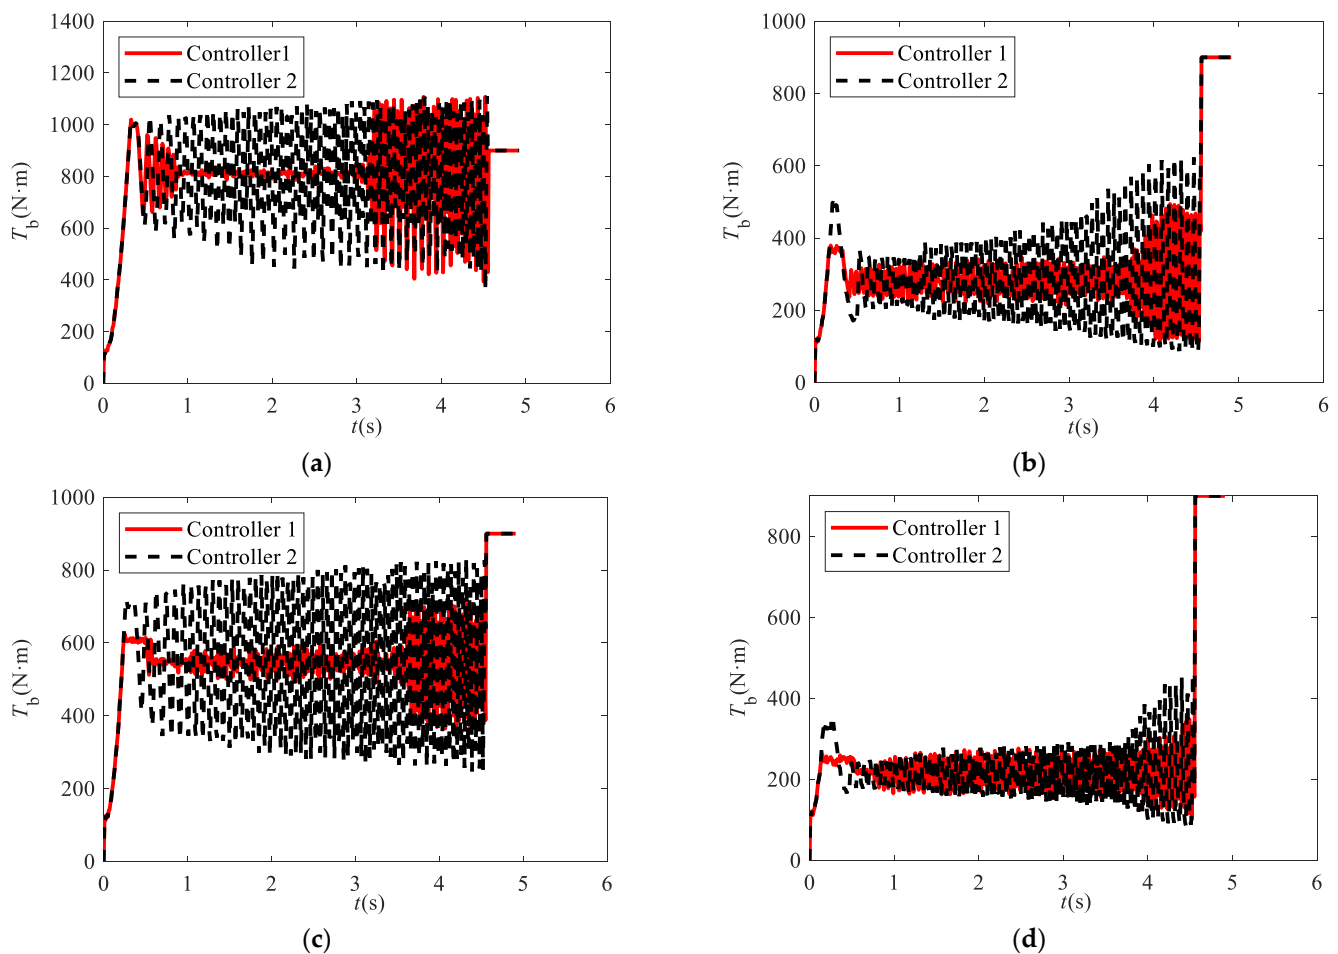 1400
1200
1000
800
600
400
200
0
T_b(N·m)
Controller1
Controller 2
0 1 2 3 4 5 6
t(s)
(a)
1000
800
600
400
200
0
T_b(N·m)
Controller 1
Controller 2
0 1 2 3 4 5 6
t(s)
(b)
1000
800
600
400
200
0
T_b(N·m)
Controller 1
Controller 2
0 1 2 3 4 5 6
t(s)
(c)
800
600
400
200
0
T_b(N·m)
Controller 1
Controller 2
0 1 2 3 4 5 6
t(s)
(d)